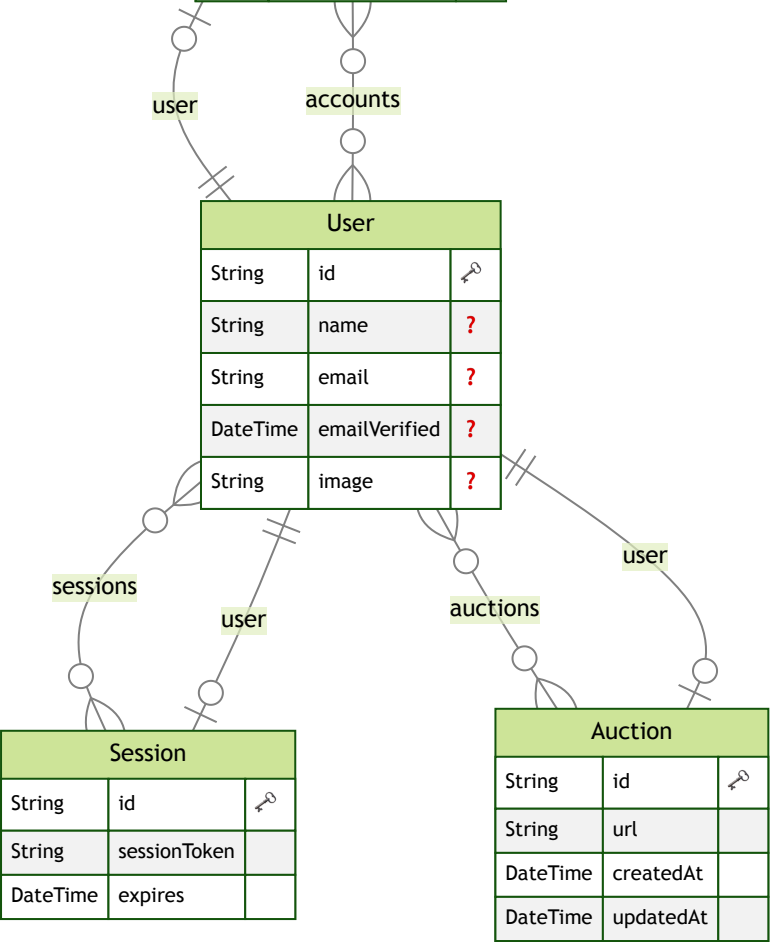 user
accounts
User
String id
String name ?
String email ?
DateTime emailVerified ?
String image ?
sessions
user
auctions
user
Session
String id
String sessionToken
DateTime expires
Auction
String id
String url
DateTime createdAt
DateTime updatedAt